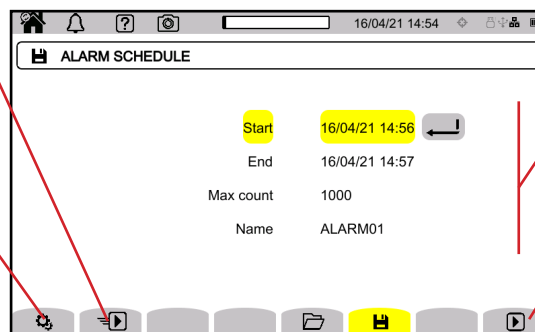 16/04/21 14:54
ALARM SCHEDULE
Start 16/04/21 14:56
End 16/04/21 14:57
Max count 1000
Name ALARM01